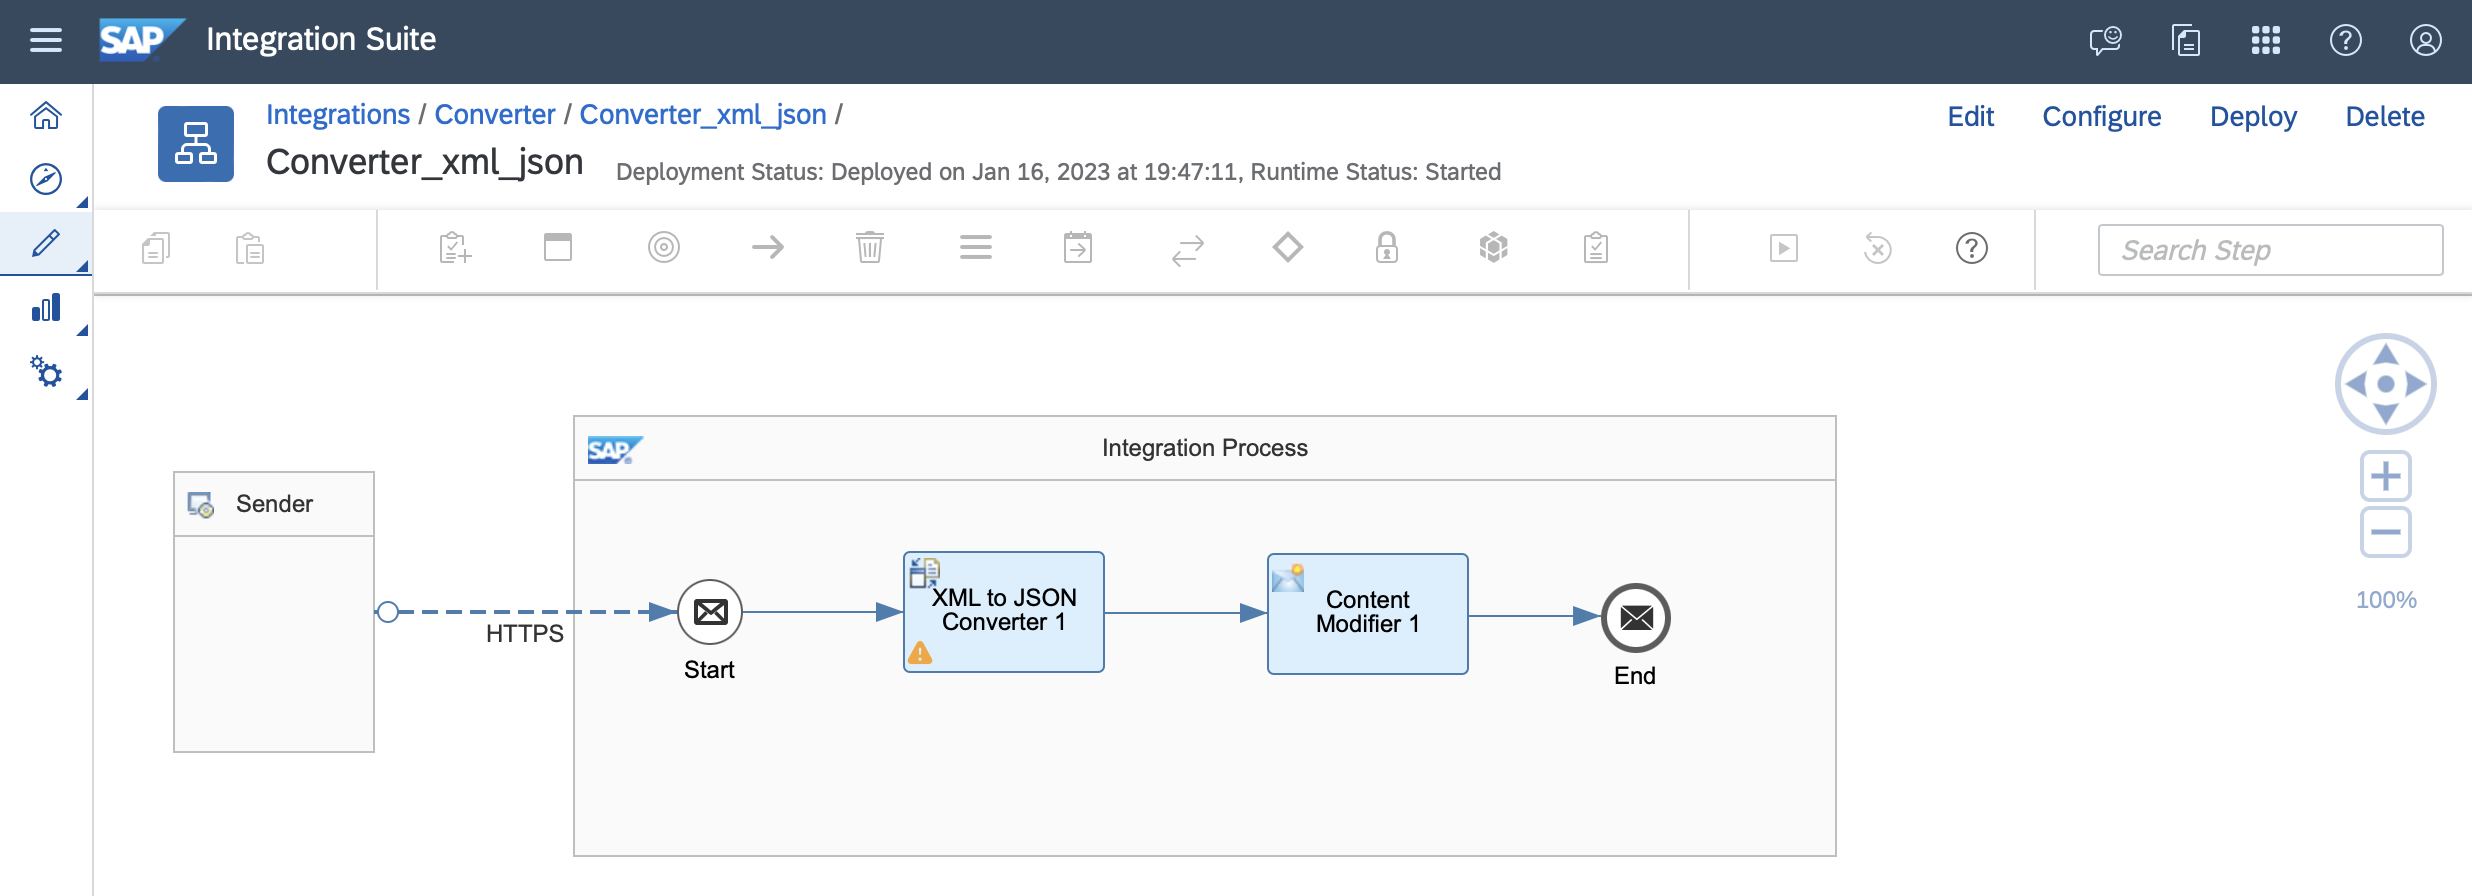 SAP Integration Suite
Integrations / Converter / Converter_xml_json /
Edit Configure Deploy Delete
Converter_xml_json Deployment Status: Deployed on Jan 16, 2023 at 19:47:11, Runtime Status: Started
Search Step
SAP Integration Process
Sender
XML to JSON
Converter 1
Content
Modifier 1
HTTPS
Start
End
100%